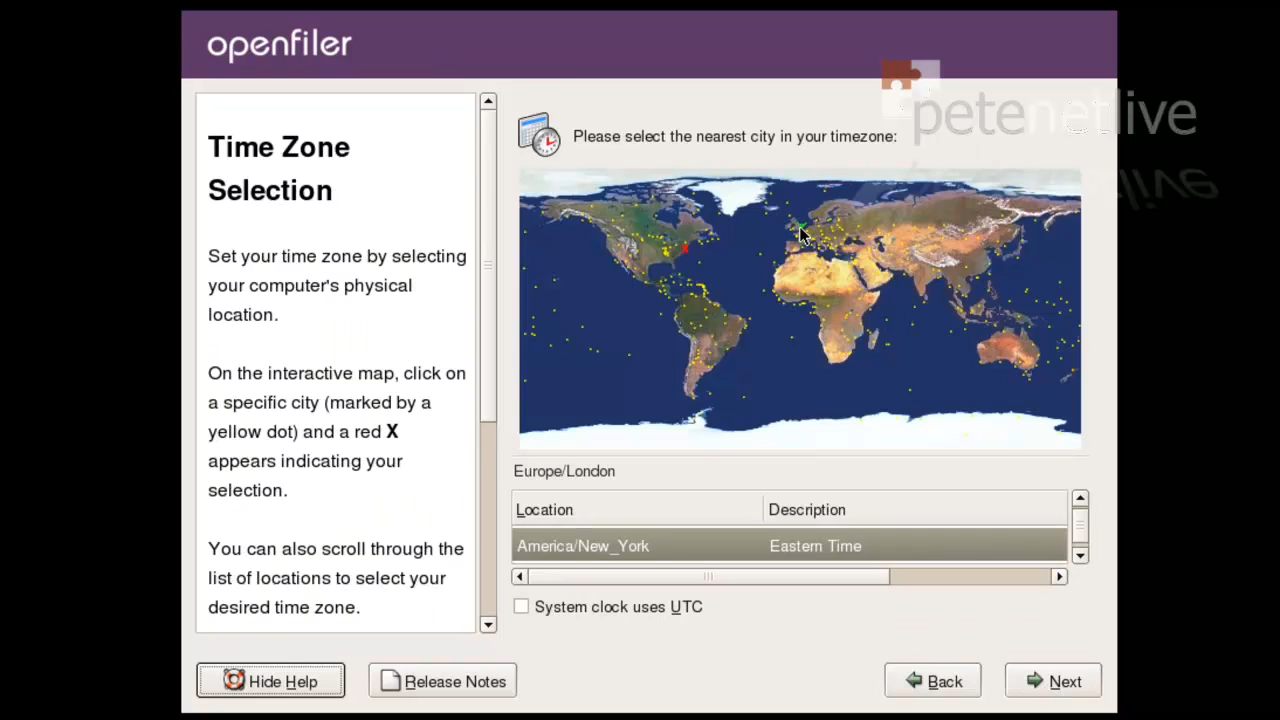 openfiler
petenetlive
Time Zone
Selection
Set your time zone by selecting
your computer's physical
location.
On the interactive map, click on
a specific city (marked by a
yellow dot) and a red X
appears indicating your
selection.
You can also scroll through the
list of locations to select your
desired time zone.
Please select the nearest city in your timezone:
Europe/London
Location Description
America/New_York Eastern Time
System clock uses UTC
Hide Help
Release Notes
Back
Next